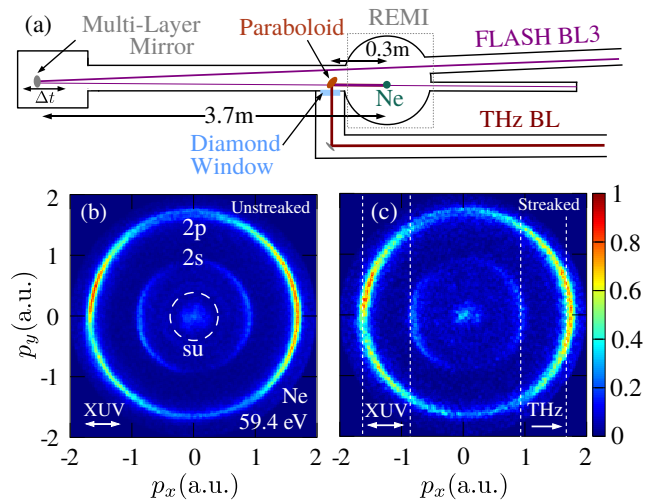 (a)
Multi-Layer
Mirror
Paraboloid
REMI
0.3m
FLASH BL3
Δt
3.7m
Ne
Diamond
Window
THz BL
(b)
Unstreaked
2p
2s
su
XUV
Ne
59.4 eV
2
1
0
-1
-2
p_y (a.u.)
-2 -1 0 1 2
p_x (a.u.)
(c)
Streaked
XUV
THz
-2 -1 0 1 2
p_x (a.u.)
1
0.8
0.6
0.4
0.2
0